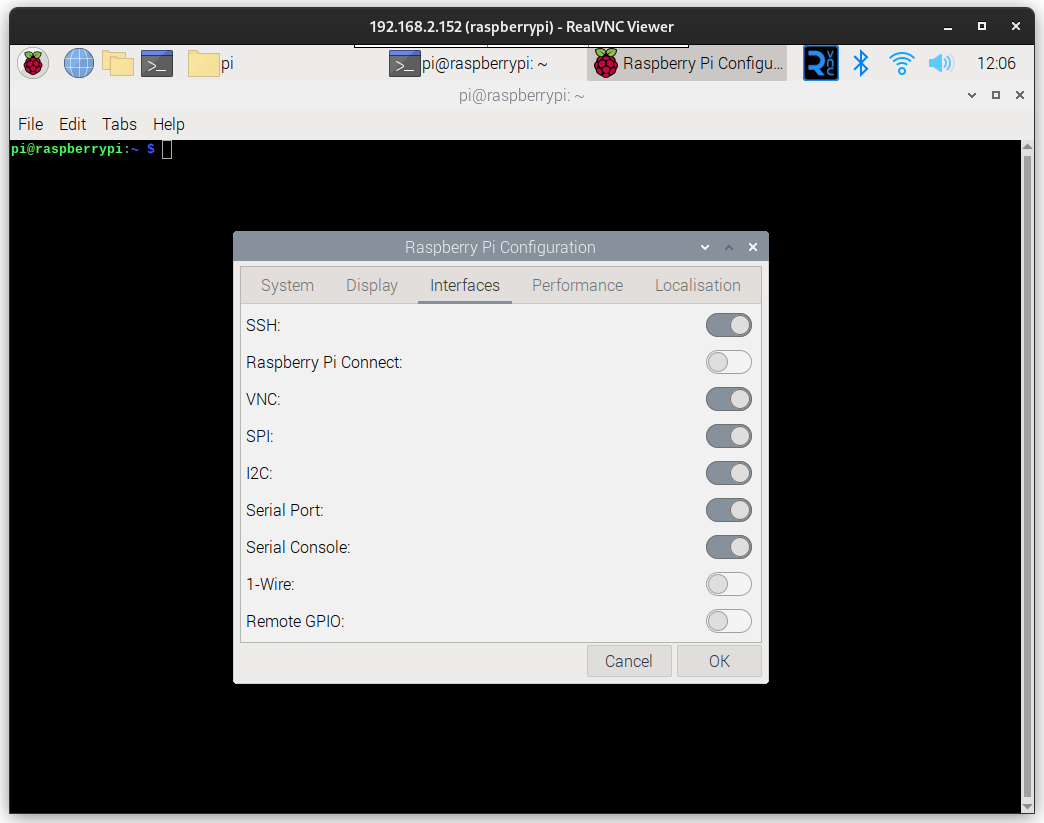 192.168.2.152 (raspberrypi) - RealVNC Viewer
pi pi@raspberrypi: ~ Raspberry Pi Configu... VNC 12:06
pi@raspberrypi: ~
File Edit Tabs Help
pi@raspberrypi:~ $
Raspberry Pi Configuration
System Display Interfaces Performance Localisation
SSH:
Raspberry Pi Connect:
VNC:
SPI:
I2C:
Serial Port:
Serial Console:
1-Wire:
Remote GPIO:
Cancel OK